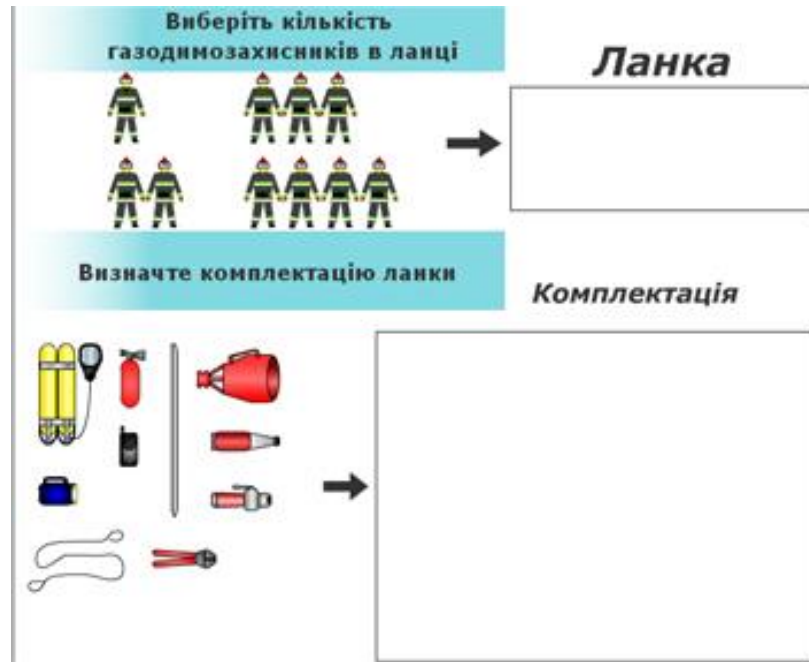 Виберіть кількість
газодимозахисників в ланці
Ланка
Визначте комплектацію ланки
Комплектація